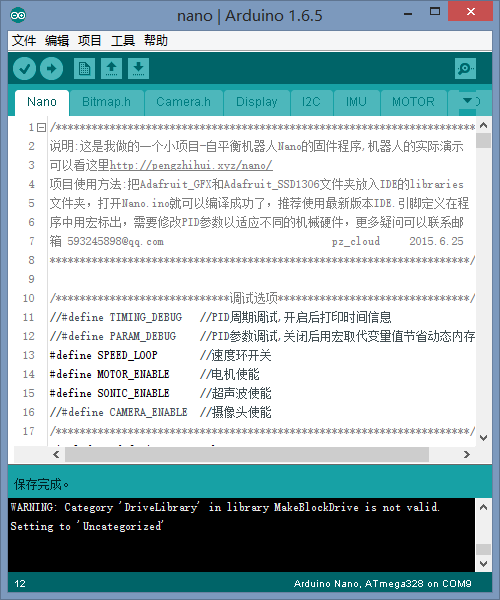 nano | Arduino 1.6.5
文件 编辑 项目 工具 帮助
Nano Bitmap.h Camera.h Display I2C IMU MOTOR
1 /***********************************************************************
2 说明:这是我做的一个小项目-自平衡机器人Nano的固件程序,机器人的实际演示
3 可以看这里http://pengzhihui.xyz/nano/
4 项目使用方法:把Adafruit_GFX和Adafruit_SSD1306文件夹放入IDE的libraries
5 文件夹，打开Nano.ino就可以编译成功了，推荐使用最新版本IDE.引脚定义在程
6 序中用宏标出，需要修改PID参数以适应不同的机械硬件，更多疑问可以联系邮
7 箱 593245898@qq.com pz_cloud 2015.6.25
8 ***********************************************************************/
9
10 /******************************调试选项*********************************/
11 //#define TIMING_DEBUG //PID周期调试,开启后打印时间信息
12 //#define PARAM_DEBUG //PID参数调试,关闭后用宏取代变量值节省动态内存
13 #define SPEED_LOOP //速度环开关
14 #define MOTOR_ENABLE //电机使能
15 #define SONIC_ENABLE //超声波使能
16 //#define CAMERA_ENABLE //摄像头使能
17 /***********************************************************************/
保存完成。
WARNING: Category 'DriveLibrary' in library MakeBlockDrive is not valid.
Setting to 'Uncategorized'
12 Arduino Nano, ATmega328 on COM9